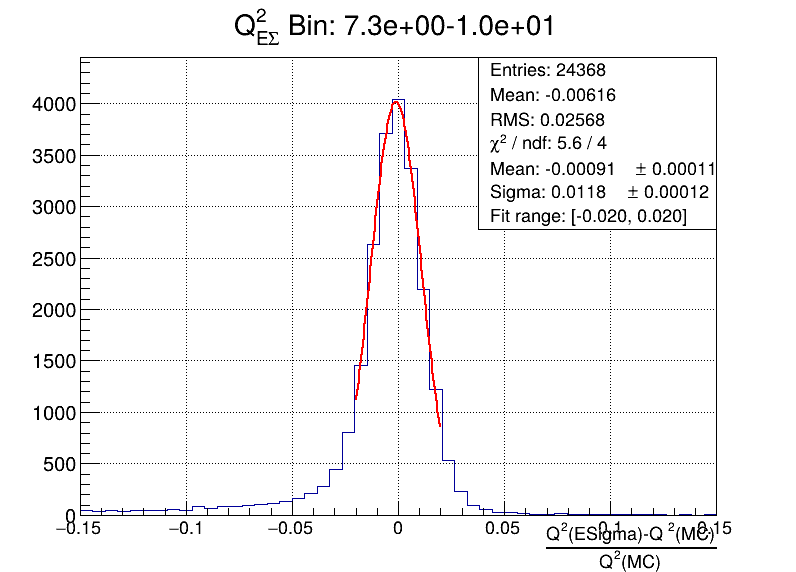 Q²_EΣ Bin: 7.3e+00-1.0e+01
Entries: 24368
Mean: -0.00616
RMS: 0.02568
χ² / ndf: 5.6 / 4
Mean: -0.00091 ± 0.00011
Sigma: 0.0118 ± 0.00012
Fit range: [-0.020, 0.020]
4000
3500
3000
2500
2000
1500
1000
500
0
−0.15 −0.1 −0.05 0 0.05 0.1 0.15
Q²(ESigma)-Q²(MC)
Q²(MC)